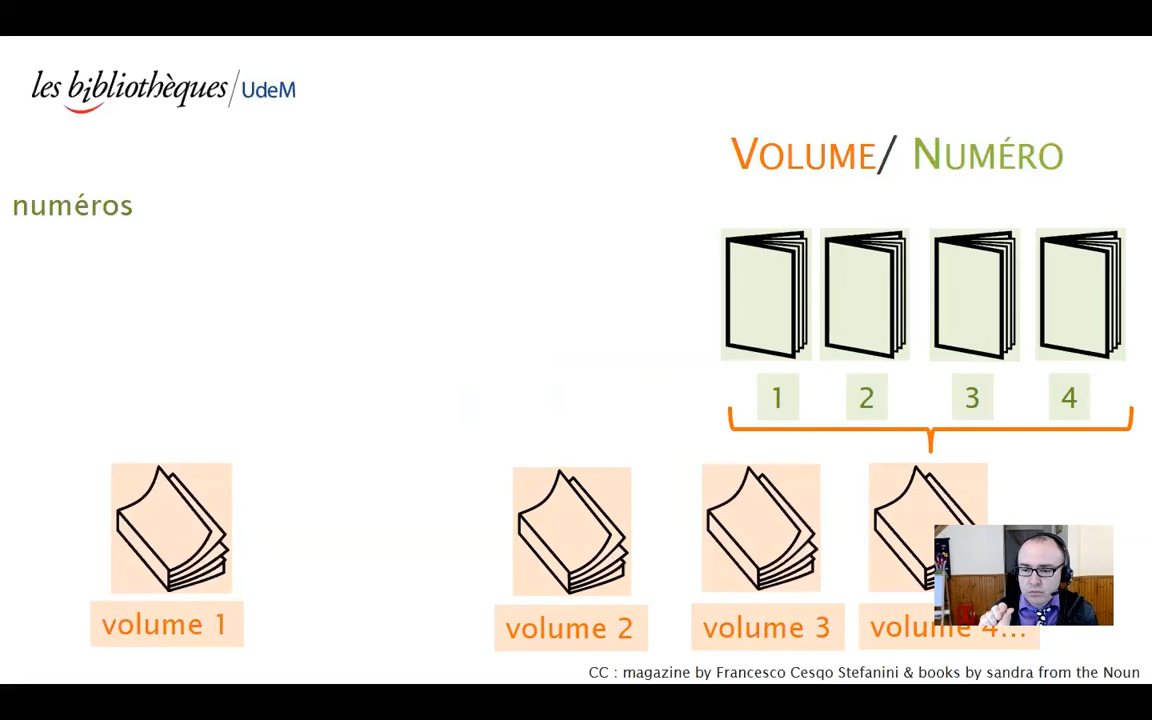 les bibliothèques/UdeM
VOLUME/ NUMÉRO
numéros
1 2 3 4
volume 1
volume 2
volume 3
volume 4...
CC : magazine by Francesco Cesqo Stefanini & books by sandra from the Noun